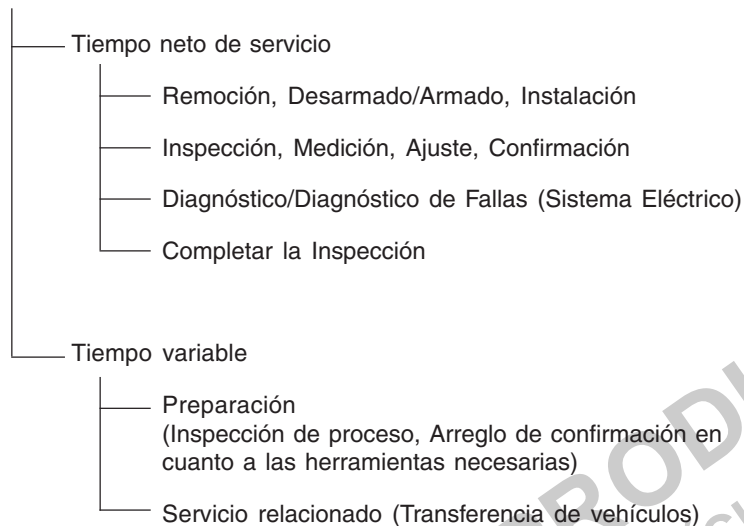 Tiempo neto de servicio
Remoción, Desarmado/Armado, Instalación
Inspección, Medición, Ajuste, Confirmación
Diagnóstico/Diagnóstico de Fallas (Sistema Eléctrico)
Completar la Inspección
Tiempo variable
Preparación
(Inspección de proceso, Arreglo de confirmación en
cuanto a las herramientas necesarias)
Servicio relacionado (Transferencia de vehículos)